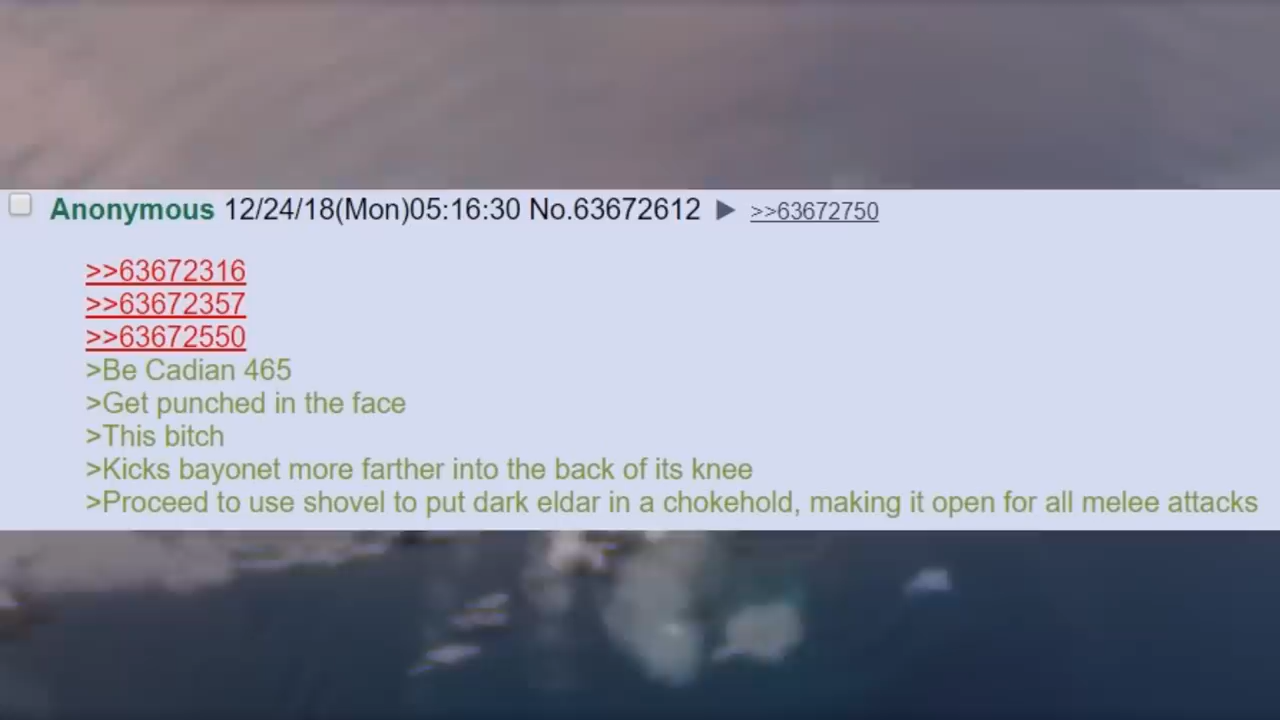 Anonymous 12/24/18(Mon)05:16:30 No.63672612 ▶ >>63672750
>>63672316
>>63672357
>>63672550
>Be Cadian 465
>Get punched in the face
>This bitch
>Kicks bayonet more farther into the back of its knee
>Proceed to use shovel to put dark eldar in a chokehold, making it open for all melee attacks